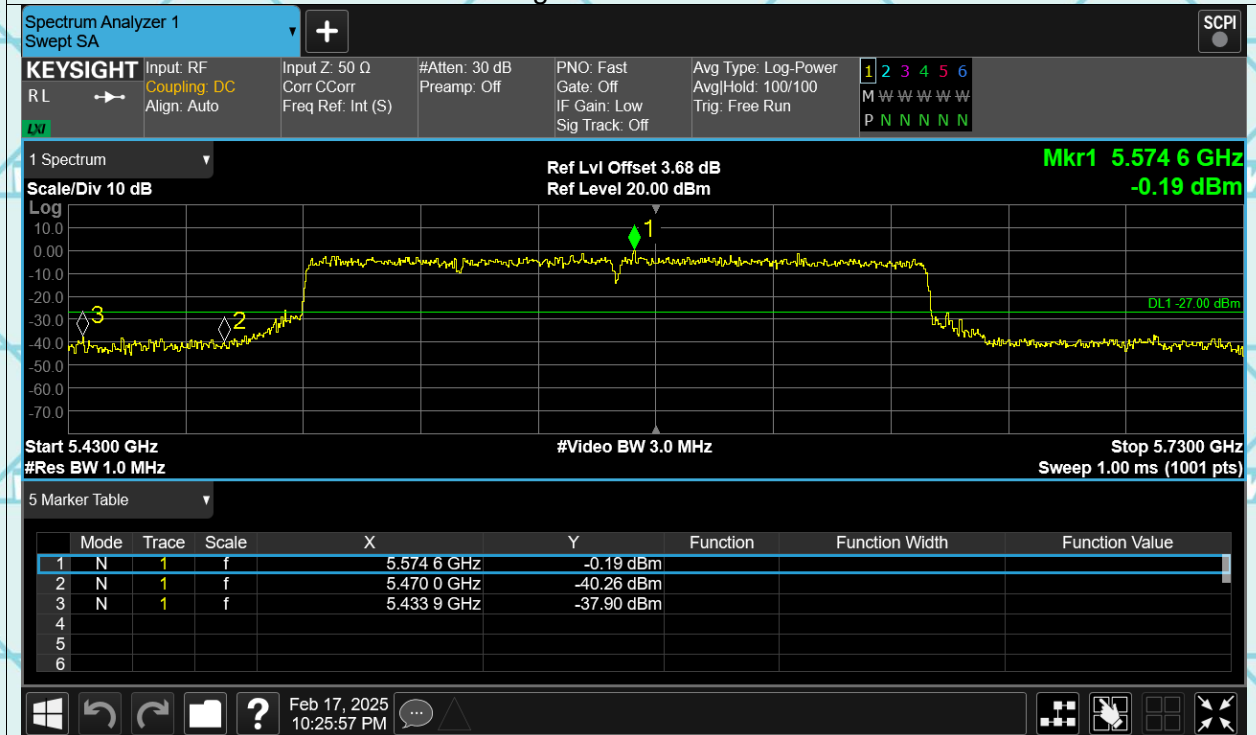 Spectrum Analyzer 1
Swept SA
+
SCPI
KEYSIGHT
RL
LXI
Input: RF
Coupling: DC
Align: Auto
Input Z: 50 Ω
Corr CCorr
Freq Ref: Int (S)
#Atten: 30 dB
Preamp: Off
PNO: Fast
Gate: Off
IF Gain: Low
Sig Track: Off
Avg Type: Log-Power
Avg|Hold: 100/100
Trig: Free Run
1 2 3 4 5 6
M W W W W W W
P N N N N N N
1 Spectrum
Scale/Div 10 dB
Ref Lvl Offset 3.68 dB
Ref Level 20.00 dBm
Mkr1 5.574 6 GHz
-0.19 dBm
Log
10.0
0.00
-10.0
-20.0
-30.0
-40.0
-50.0
-60.0
-70.0
1
2
3
DL1 -27.00 dBm
Start 5.4300 GHz
#Video BW 3.0 MHz
Stop 5.7300 GHz
#Res BW 1.0 MHz
Sweep 1.00 ms (1001 pts)
5 Marker Table
Mode Trace Scale X Y Function Function Width Function Value
1 N 1 f 5.574 6 GHz -0.19 dBm
2 N 1 f 5.470 0 GHz -40.26 dBm
3 N 1 f 5.433 9 GHz -37.90 dBm
4
5
6
?
Feb 17, 2025
10:25:57 PM